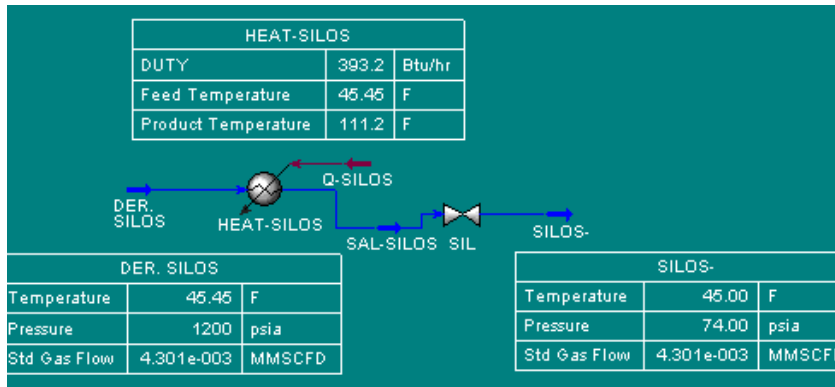 HEAT-SILOS
DUTY 393.2 Btu/hr
Feed Temperature 45.45 F
Product Temperature 111.2 F
Q-SILOS
DER.
SILOS
HEAT-SILOS
SAL-SILOS SIL
SILOS-
DER. SILOS
Temperature 45.45 F
Pressure 1200 psia
Std Gas Flow 4.301e-003 MMSCFD
SILOS-
Temperature 45.00 F
Pressure 74.00 psia
Std Gas Flow 4.301e-003 MMSCF